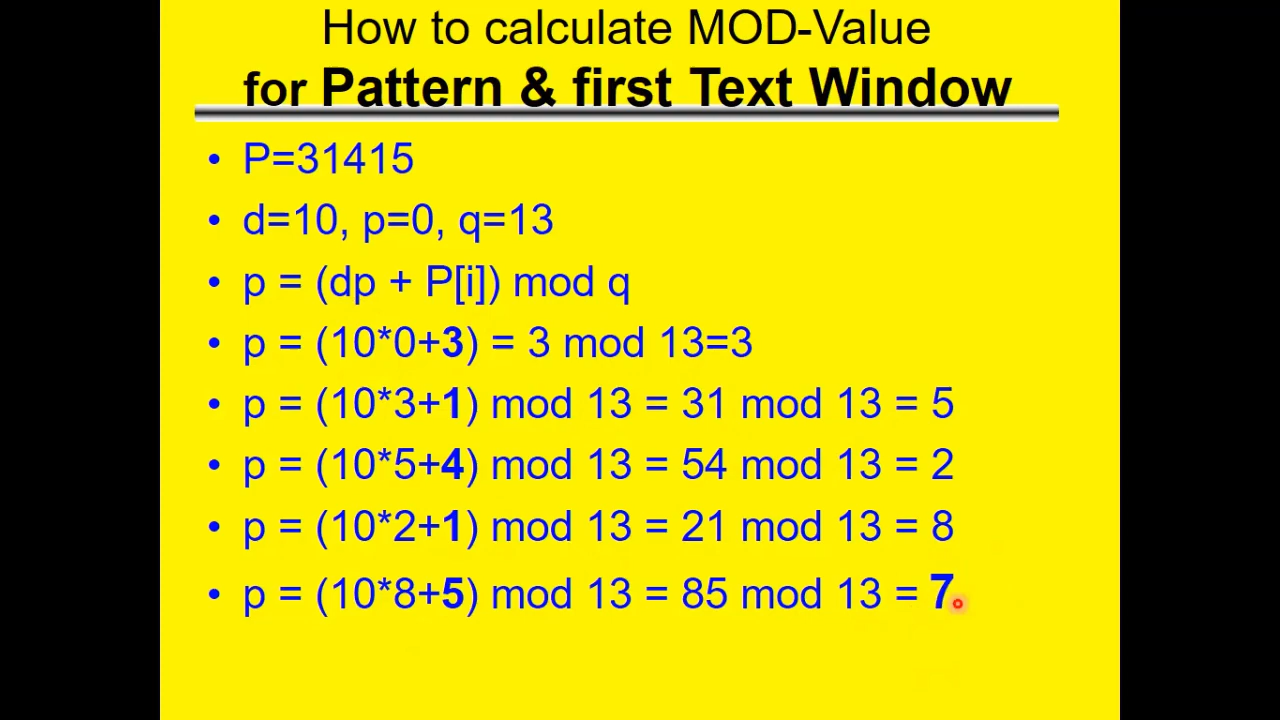 How to calculate MOD-Value
for Pattern & first Text Window
• P=31415
• d=10, p=0, q=13
• p = (dp + P[i]) mod q
• p = (10*0+3) = 3 mod 13=3
• p = (10*3+1) mod 13 = 31 mod 13 = 5
• p = (10*5+4) mod 13 = 54 mod 13 = 2
• p = (10*2+1) mod 13 = 21 mod 13 = 8
• p = (10*8+5) mod 13 = 85 mod 13 = 7